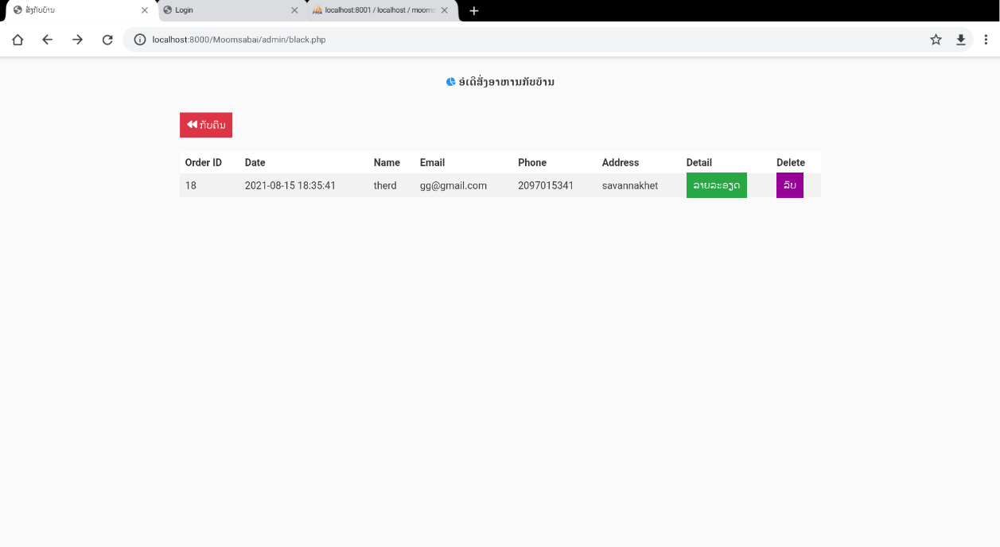 ສັ່ງກັບບ້ານ
Login
localhost:8001 / localhost / mooms
localhost:8000/Moomsabai/admin/black.php
ອໍເດີສັ່ງອາຫານກັບບ້ານ
ກັບຄືນ
Order ID Date Name Email Phone Address Detail Delete
18 2021-08-15 18:35:41 therd gg@gmail.com 2097015341 savannakhet ລາຍລະອຽດ ລົບ